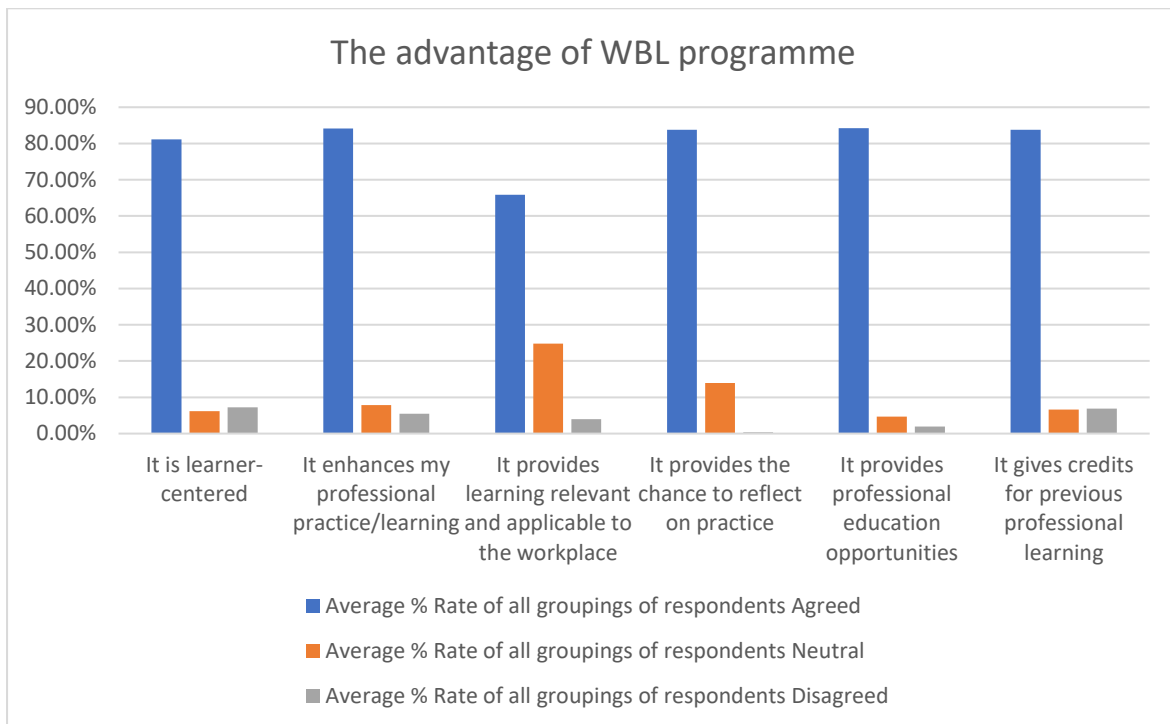 The advantage of WBL programme
90.00%
80.00%
70.00%
60.00%
50.00%
40.00%
30.00%
20.00%
10.00%
0.00%
It is learner-
centered
It enhances my
professional
practice/learning
It provides
learning relevant
and applicable to
the workplace
It provides the
chance to reflect
on practice
It provides
professional
education
opportunities
It gives credits
for previous
professional
learning
Average % Rate of all groupings of respondents Agreed
Average % Rate of all groupings of respondents Neutral
Average % Rate of all groupings of respondents Disagreed